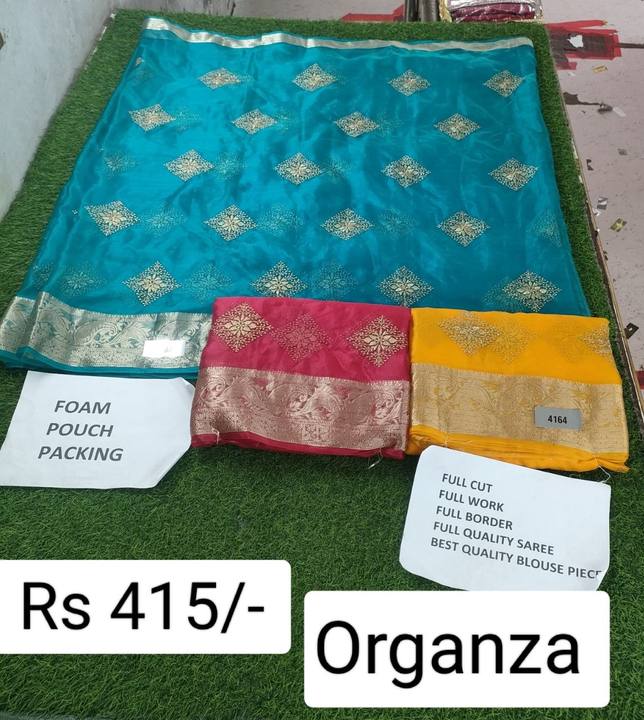 FOAM
POUCH
PACKING
4164
FULL CUT
FULL WORK
FULL BORDER
FULL QUALITY SAREE
BEST QUALITY BLOUSE PIECE
Rs 415/-
Organza